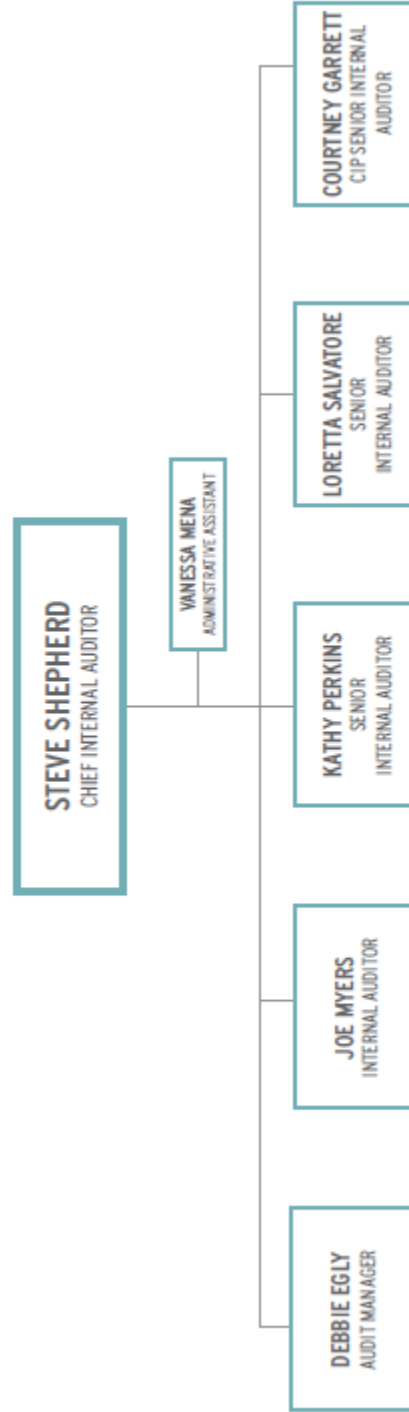 STEVE SHEPHERD
CHIEF INTERNAL AUDITOR
VANESSA MENA
ADMINISTRATIVE ASSISTANT
DEBBIE EGLY
AUDIT MANAGER
JOE MYERS
INTERNAL AUDITOR
KATHY PERKINS
SENIOR
INTERNAL AUDITOR
LORETTA SALVATORE
SENIOR
INTERNAL AUDITOR
COURTNEY GARRETT
CIP SENIOR INTERNAL
AUDITOR